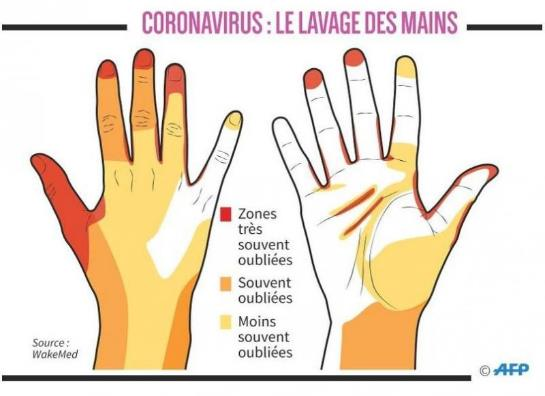 CORONAVIRUS : LE LAVAGE DES MAINS
Zones
très
souvent
oubliées
Souvent
oubliées
Moins
souvent
oubliées
Source :
WakeMed
© AFP